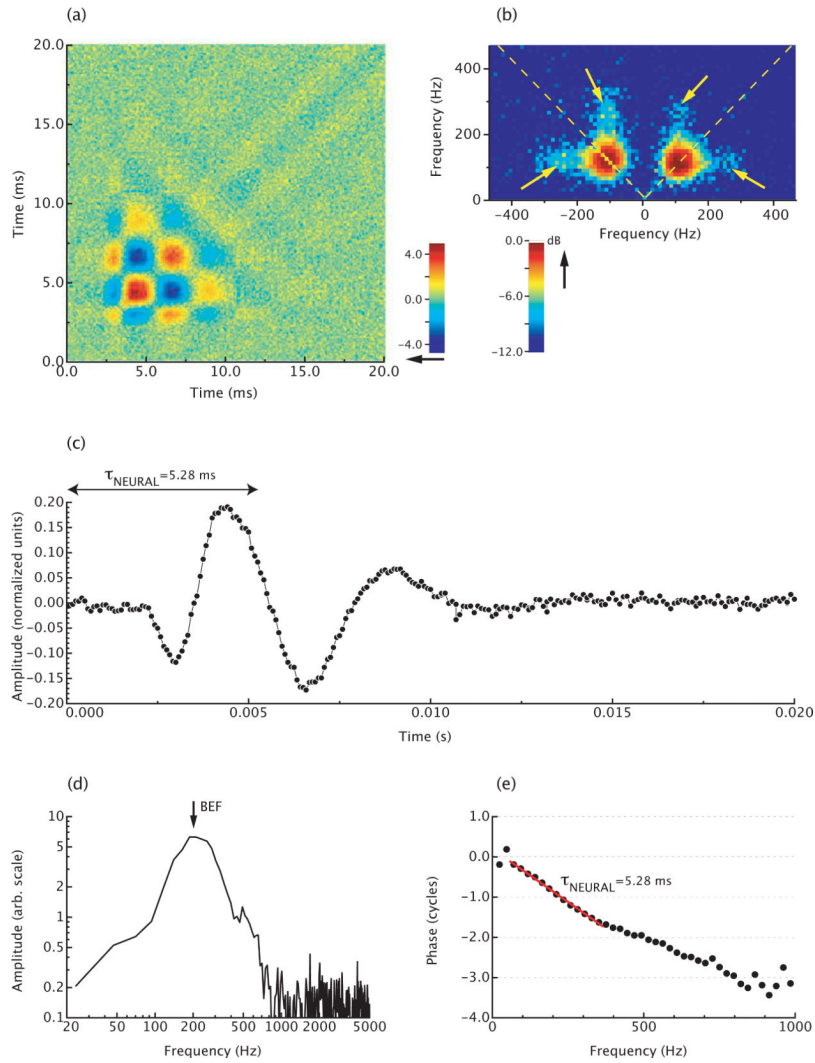 (a)
20.0
15.0
10.0
5.0
0.0
Time (ms)
0.0 5.0 10.0 15.0 20.0
Time (ms)
4.0
0.0
−4.0
(b)
400
200
0
Frequency (Hz)
−400 −200 0 200 400
Frequency (Hz)
0.0 dB
−6.0
−12.0
(c)
τNEURAL=5.28 ms
0.20
0.15
0.10
0.05
0.00
−0.05
−0.10
−0.15
−0.20
Amplitude (normalized units)
0.000 0.005 0.010 0.015 0.020
Time (s)
(d)
BEF
10
5
1
0.5
0.1
Amplitude (arb. scale)
20 50 100 200 500 1000 2000 5000
Frequency (Hz)
(e)
1.0
0.0
−1.0
−2.0
−3.0
−4.0
Phase (cycles)
τNEURAL=5.28 ms
0 500 1000
Frequency (Hz)